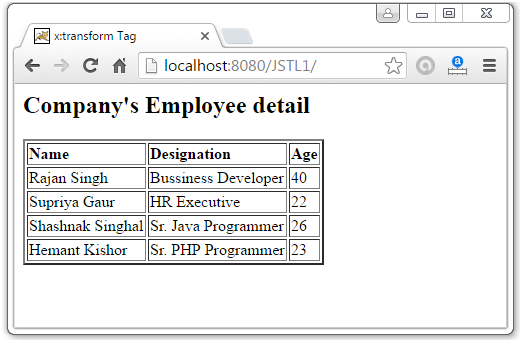 x:transform Tag
localhost:8080/JSTL1/
Company's Employee detail
Name Designation Age
Rajan Singh Bussiness Developer 40
Supriya Gaur HR Executive 22
Shashnak Singhal Sr. Java Programmer 26
Hemant Kishor Sr. PHP Programmer 23